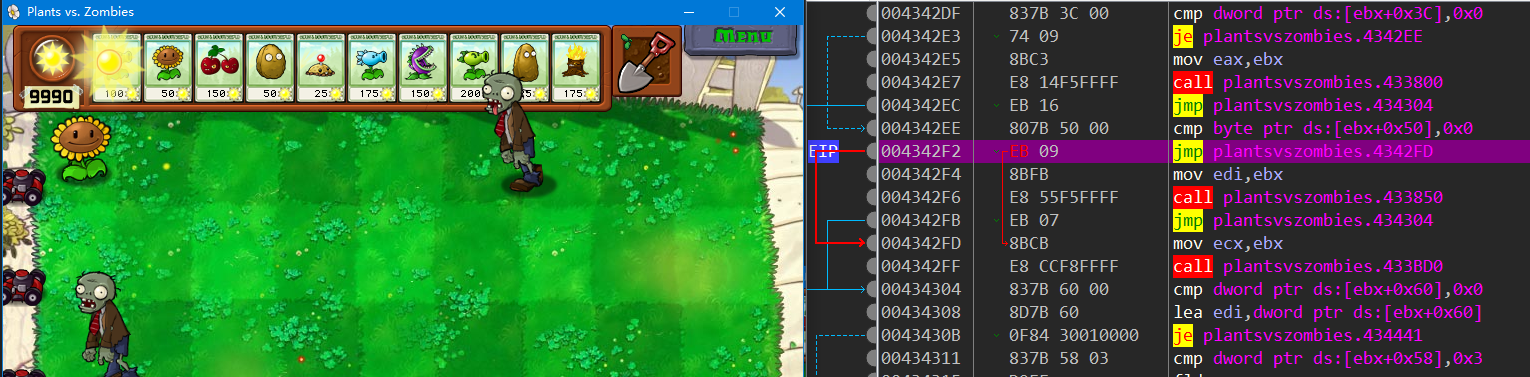 Plants vs. Zombies
Menu
9990
100 50 150 50 25 175 150 200 50 175
004342DF 837B 3C 00 cmp dword ptr ds:[ebx+0x3C],0x0
004342E3 74 09 je plantsvszombies.4342EE
004342E5 8BC3 mov eax,ebx
004342E7 E8 14F5FFFF call plantsvszombies.433800
004342EC EB 16 jmp plantsvszombies.434304
004342EE 807B 50 00 cmp byte ptr ds:[ebx+0x50],0x0
EIP 004342F2 EB 09 jmp plantsvszombies.4342FD
004342F4 8BFB mov edi,ebx
004342F6 E8 55F5FFFF call plantsvszombies.433850
004342FB EB 07 jmp plantsvszombies.434304
004342FD 8BCB mov ecx,ebx
004342FF E8 CCF8FFFF call plantsvszombies.433BD0
00434304 837B 60 00 cmp dword ptr ds:[ebx+0x60],0x0
00434308 8D7B 60 lea edi,dword ptr ds:[ebx+0x60]
0043430B 0F84 30010000 je plantsvszombies.434441
00434311 837B 58 03 cmp dword ptr ds:[ebx+0x58],0x3